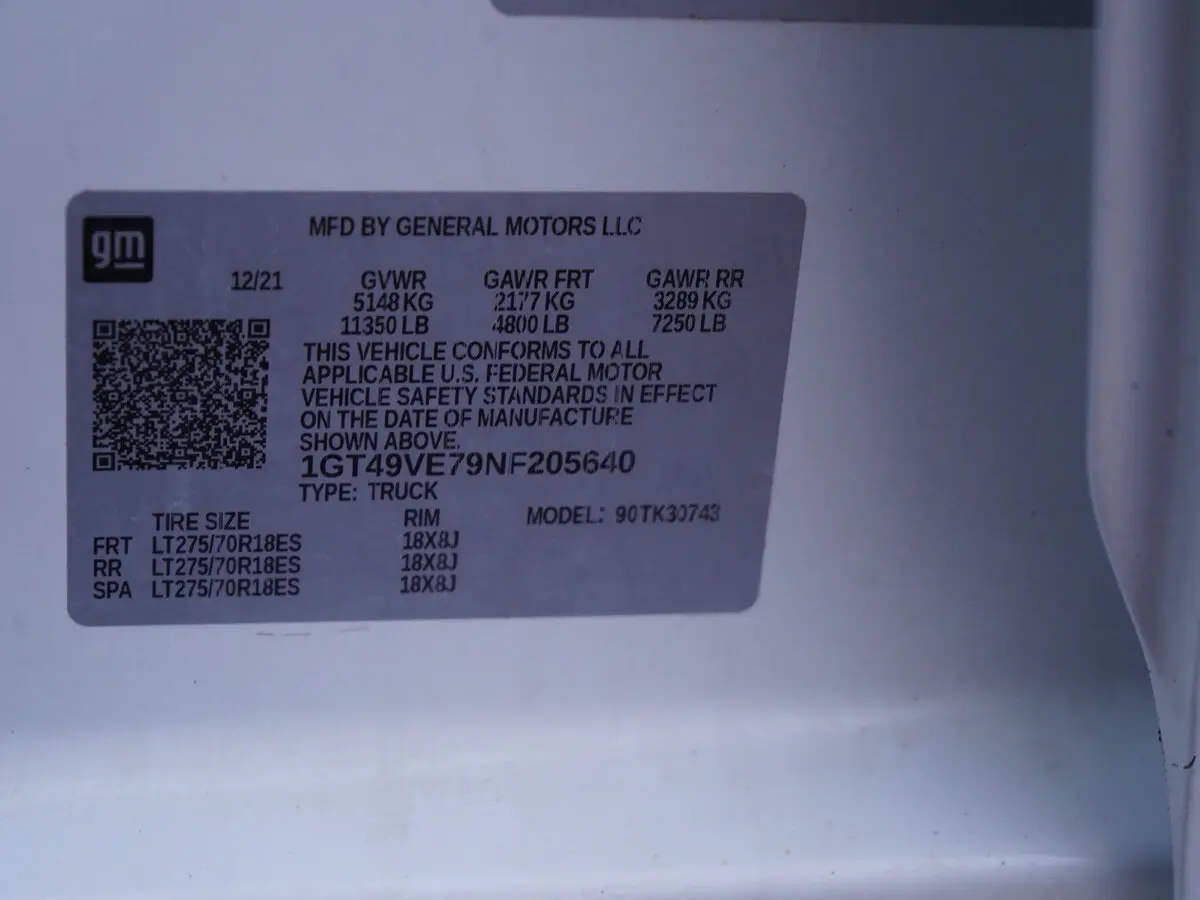 gm
MFD BY GENERAL MOTORS LLC
12/21 GVWR GAWR FRT GAWR RR
5148 KG 2177 KG 3289 KG
11350 LB 4800 LB 7250 LB
THIS VEHICLE CONFORMS TO ALL
APPLICABLE U.S. FEDERAL MOTOR
VEHICLE SAFETY STANDARDS IN EFFECT
ON THE DATE OF MANUFACTURE
SHOWN ABOVE.
1GT49VE79NF205640
TYPE: TRUCK
TIRE SIZE RIM MODEL: 90TK30743
FRT LT275/70R18ES 18X8J
RR LT275/70R18ES 18X8J
SPA LT275/70R18ES 18X8J